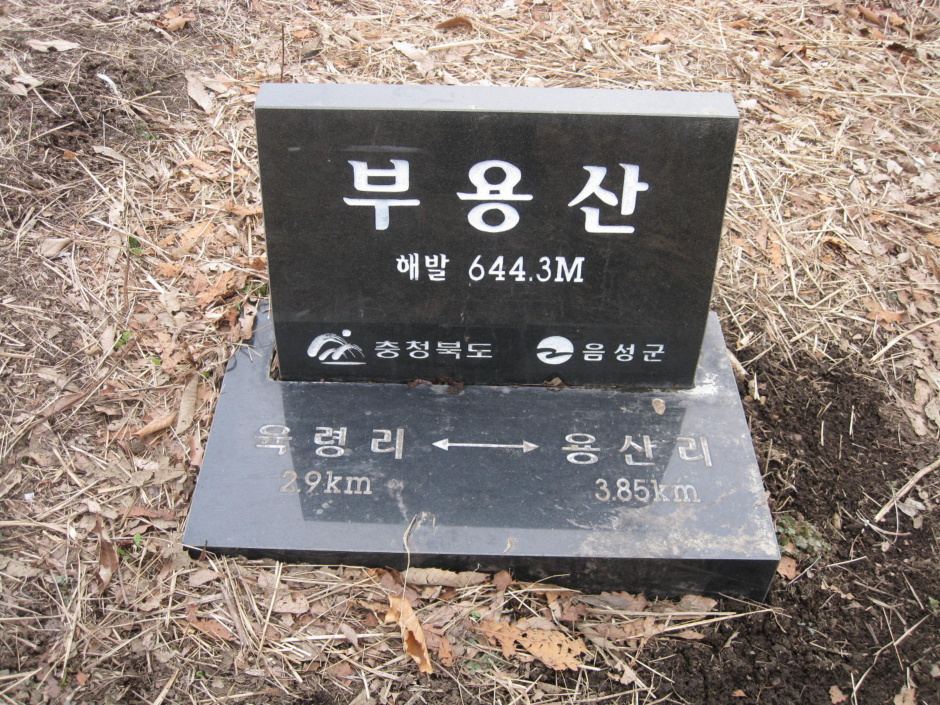 부용산
해발 644.3M
충청북도 음성군
육령리 ↔ 용산리
2.9km 3.85km